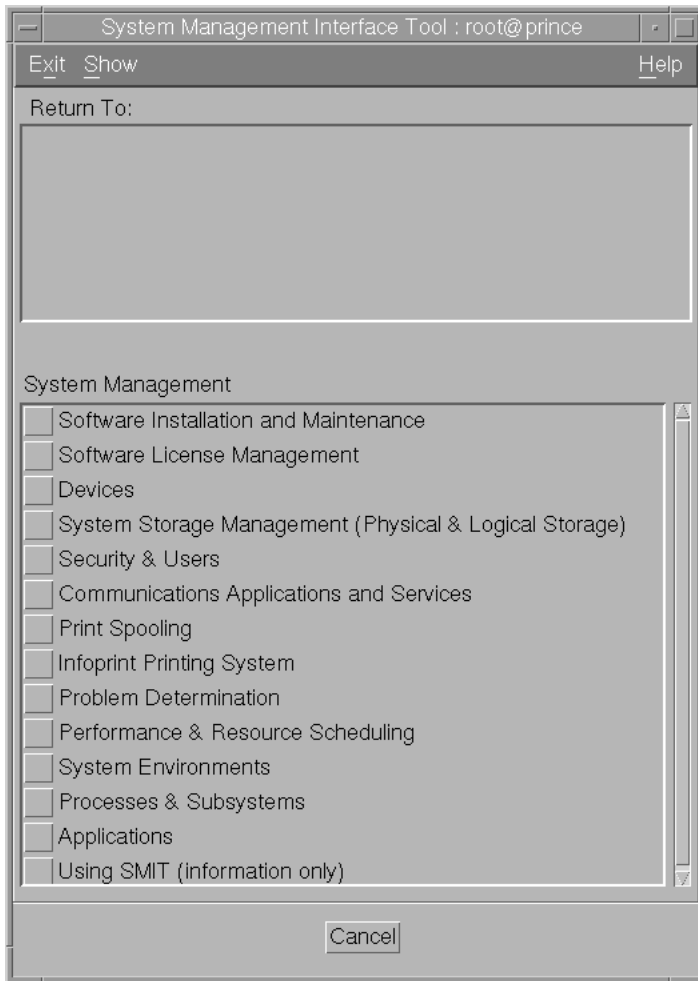 System Management Interface Tool : root@prince
Exit Show Help
Return To:
System Management
Software Installation and Maintenance
Software License Management
Devices
System Storage Management (Physical & Logical Storage)
Security & Users
Communications Applications and Services
Print Spooling
Infoprint Printing System
Problem Determination
Performance & Resource Scheduling
System Environments
Processes & Subsystems
Applications
Using SMIT (information only)
Cancel